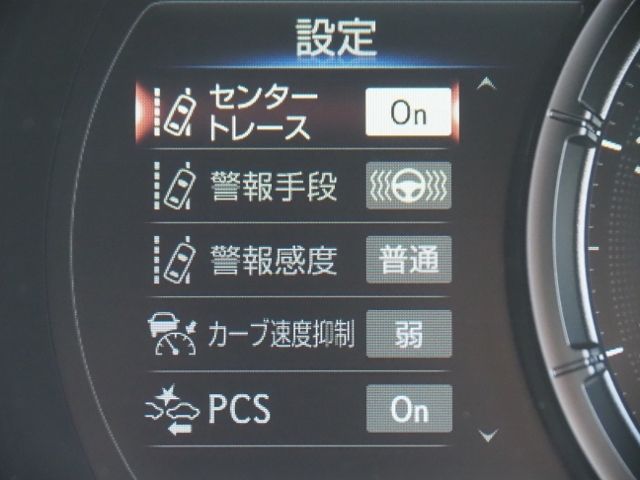 設定
センター
トレース
On
警報手段
警報感度 普通
カーブ速度抑制 弱
PCS On